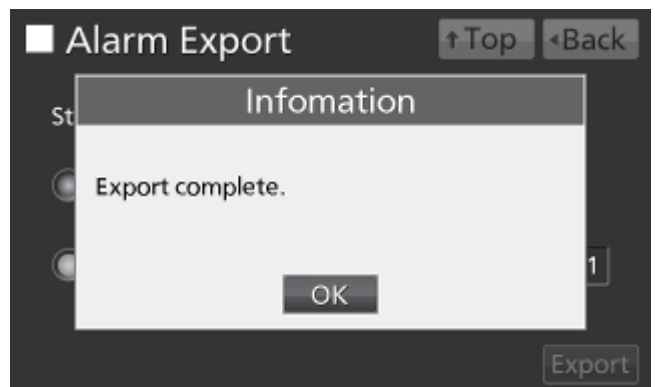 Alarm Export
↑Top
◂Back
St
Infomation
Export complete.
1
OK
Export